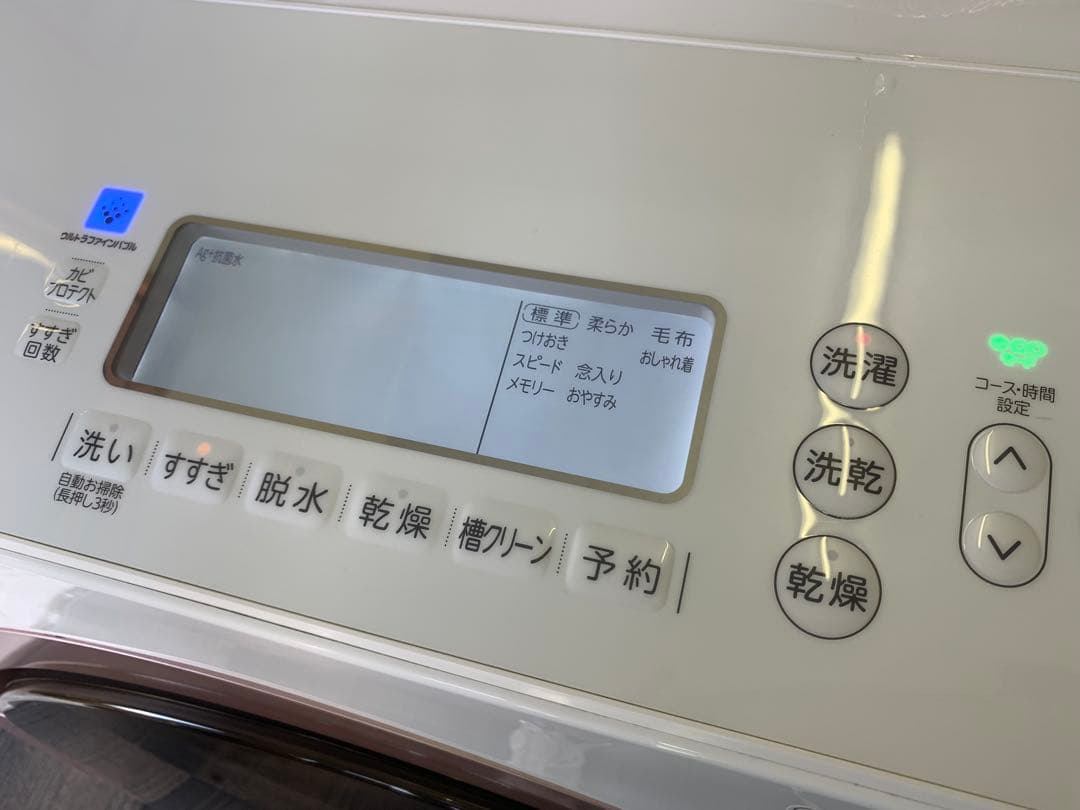 ウルトラファインバブル
カビ
プロテクト
すすぎ
回数
Ag+抗菌水
標準 柔らか 毛布
つけおき おしゃれ着
スピード 念入り
メモリー おやすみ
洗い
自動お掃除
(長押し3秒)
すすぎ
脱水
乾燥
槽クリーン
予約
洗濯
洗乾
乾燥
コース・時間
設定